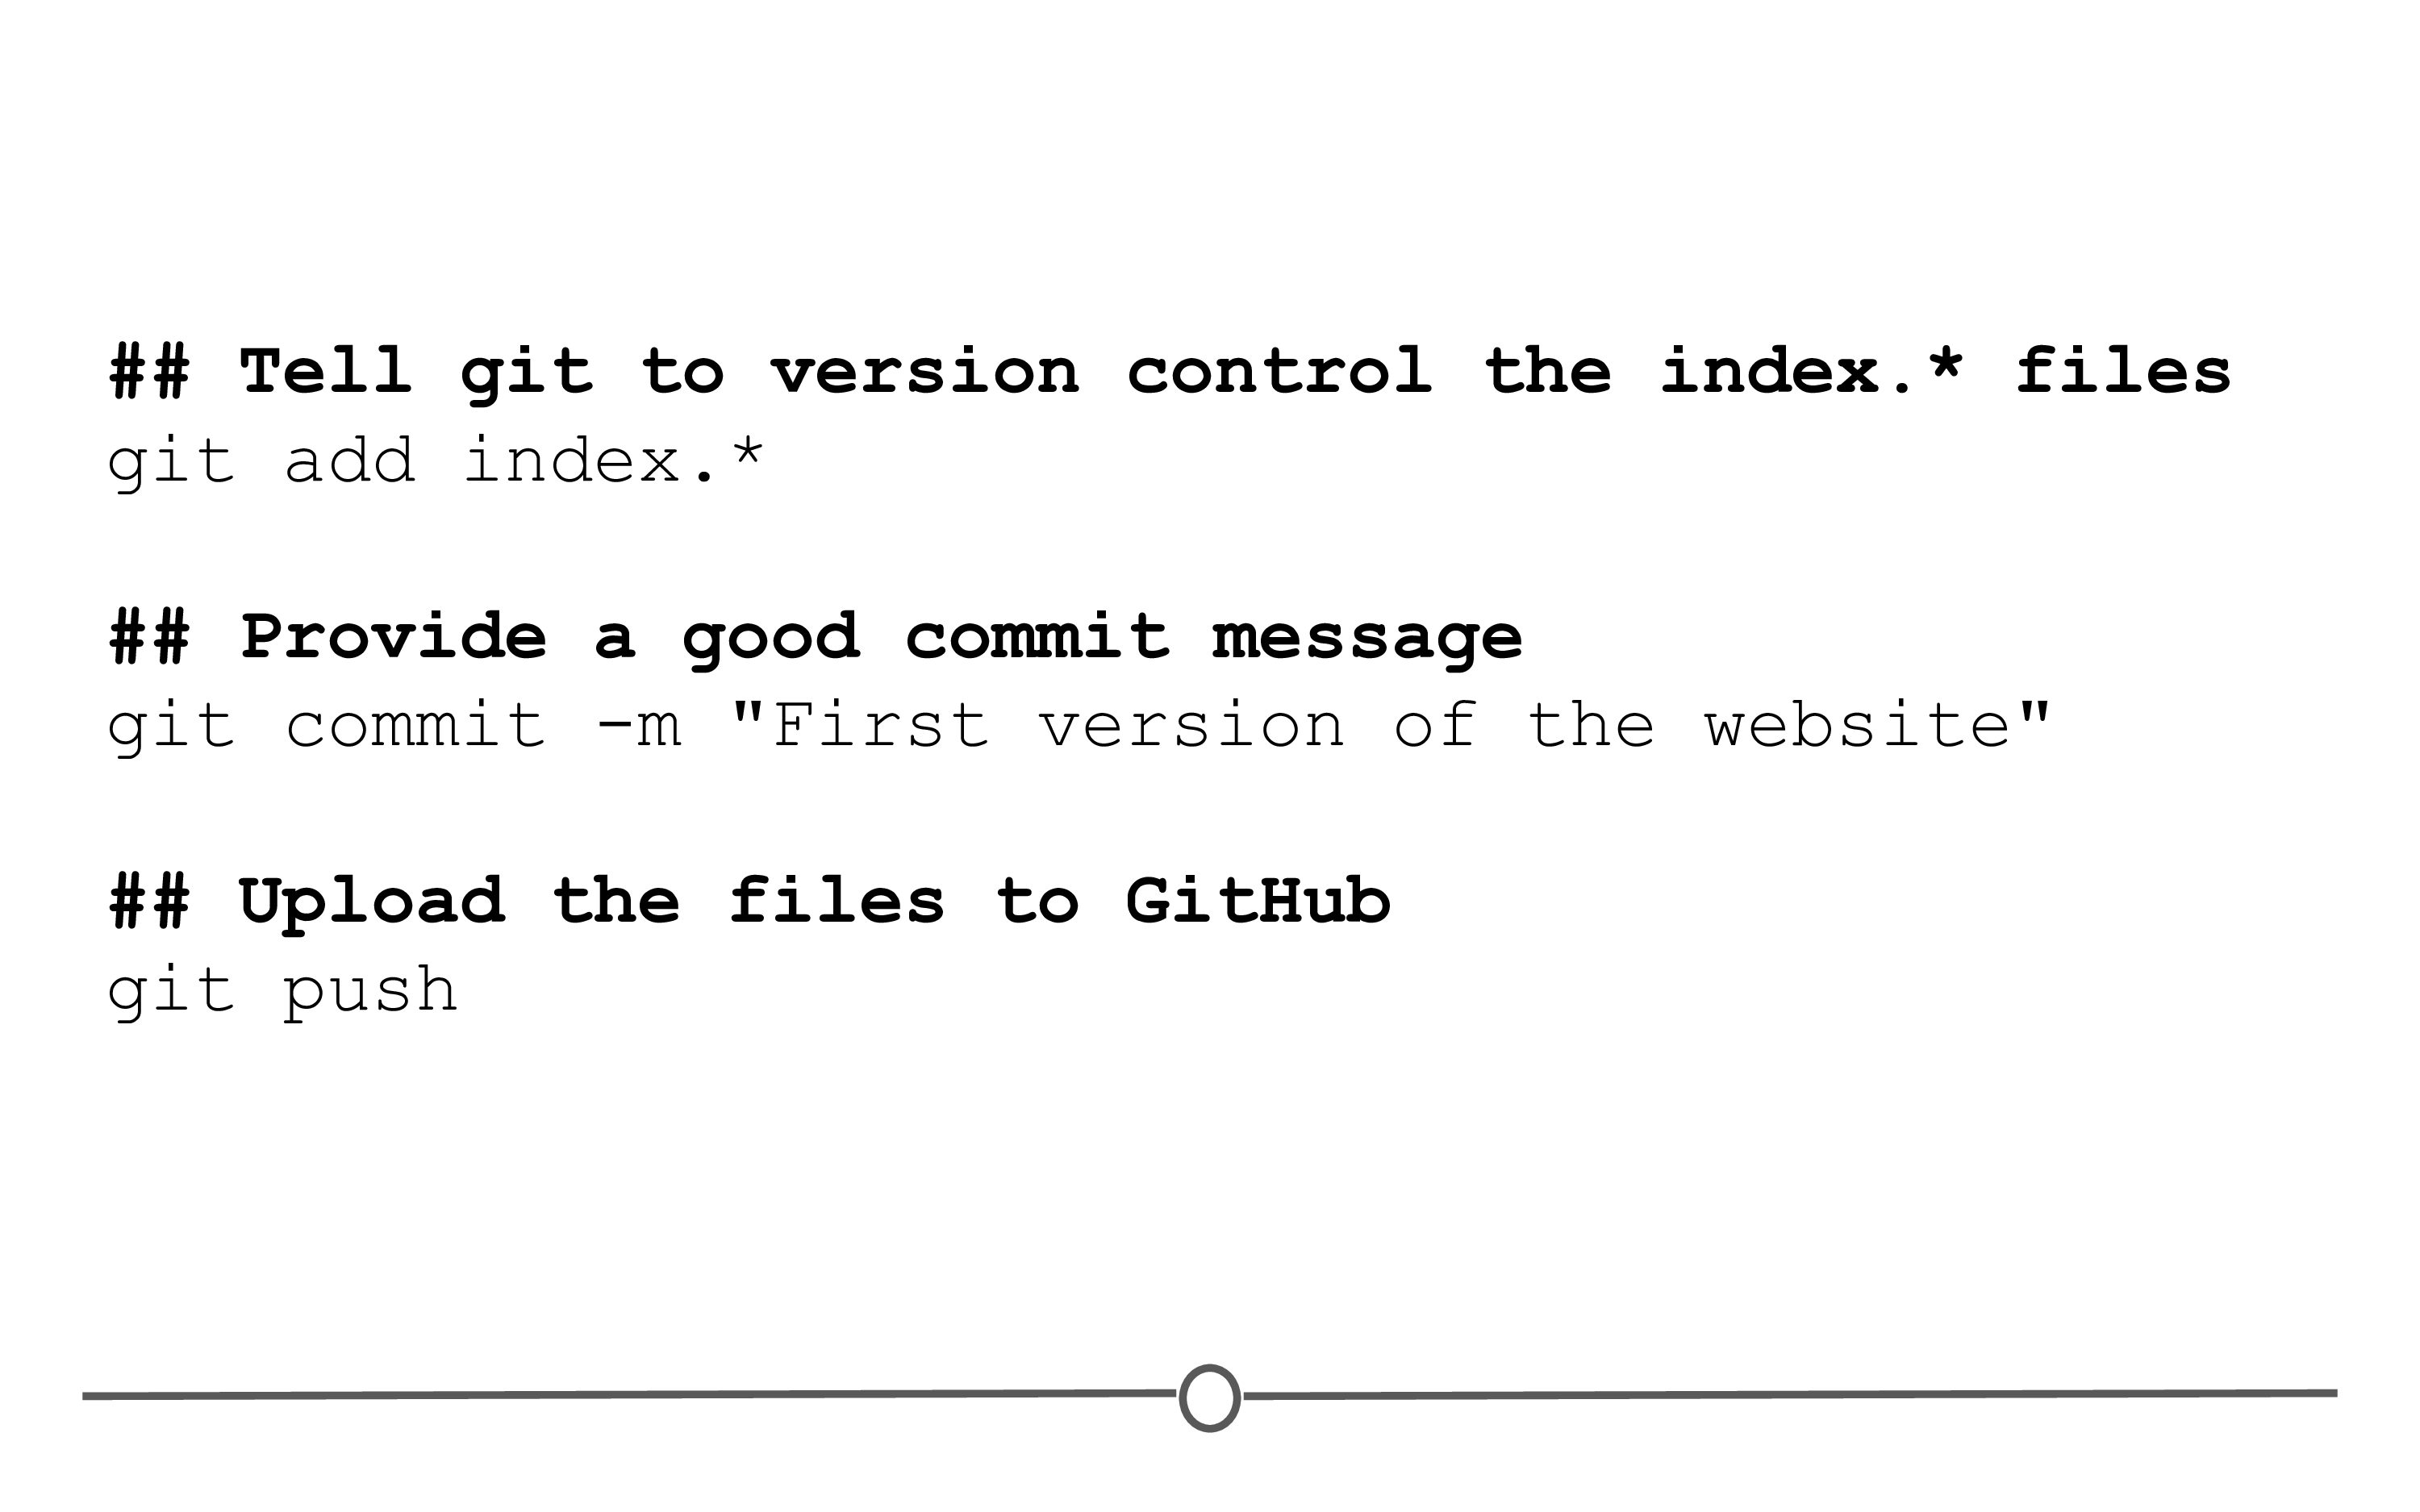 ## Tell git to version control the index.* files
git add index.*
## Provide a good commit message
git commit -m "First version of the website"
## Upload the files to GitHub
git push